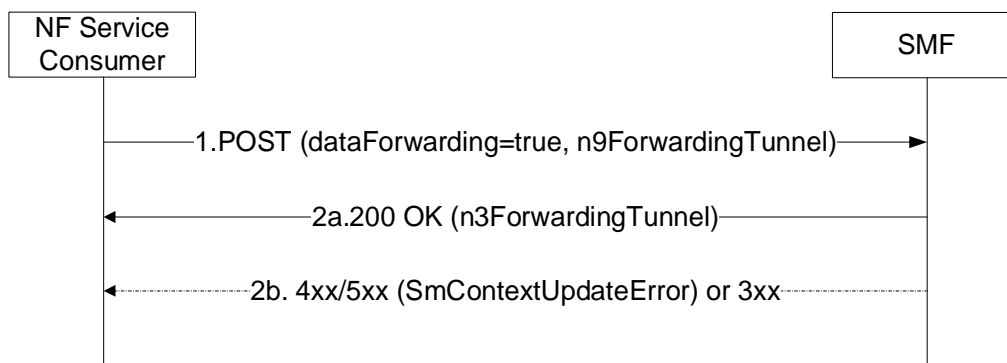 NF Service
Consumer
SMF
1.POST (dataForwarding=true, n9ForwardingTunnel)
2a.200 OK (n3ForwardingTunnel)
2b. 4xx/5xx (SmContextUpdateError) or 3xx